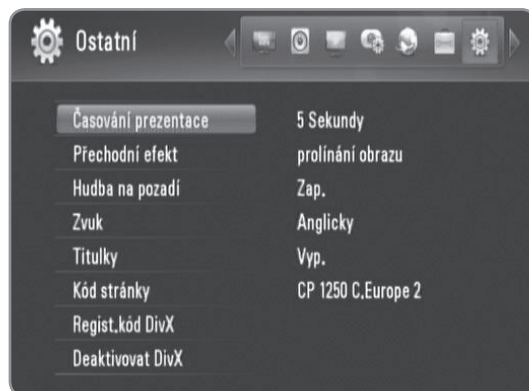 Ostatní
Časování prezentace 5 Sekundy
Přechodní efekt prolínání obrazu
Hudba na pozadí Zap.
Zvuk Anglicky
Titulky Vyp.
Kód stránky CP 1250 C.Europe 2
Regist.kód DivX
Deaktivovat DivX